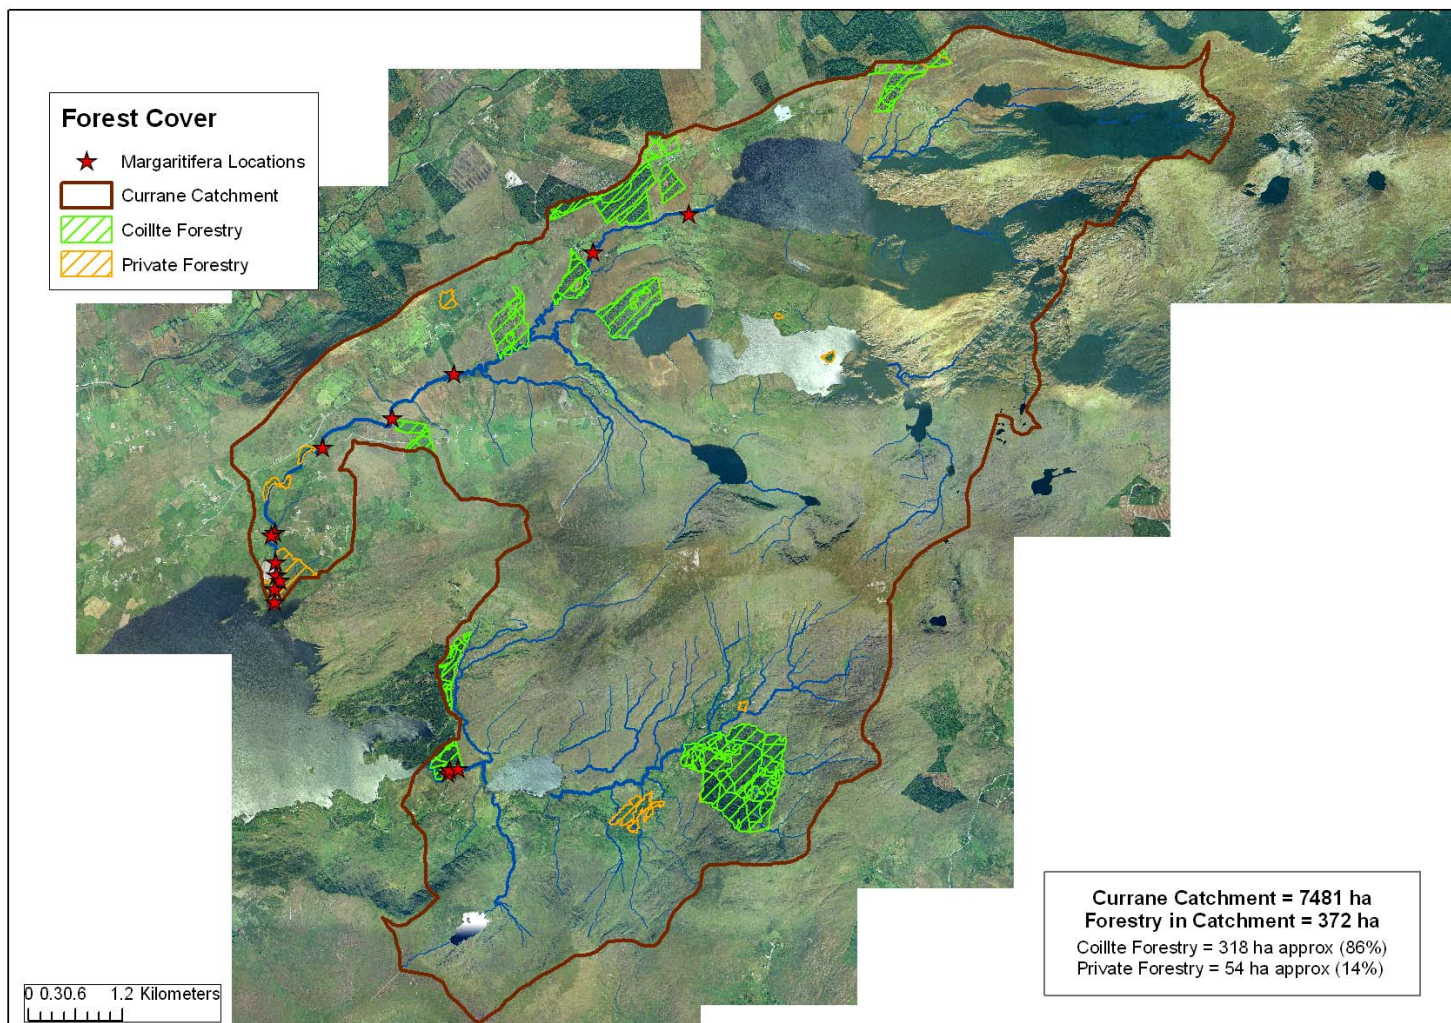 Forest Cover
Margaritifera Locations
Currane Catchment
Coillte Forestry
Private Forestry
Currane Catchment = 7481 ha
Forestry in Catchment = 372 ha
Coillte Forestry = 318 ha approx (86%)
Private Forestry = 54 ha approx (14%)
0 0.30.6 1.2 Kilometers